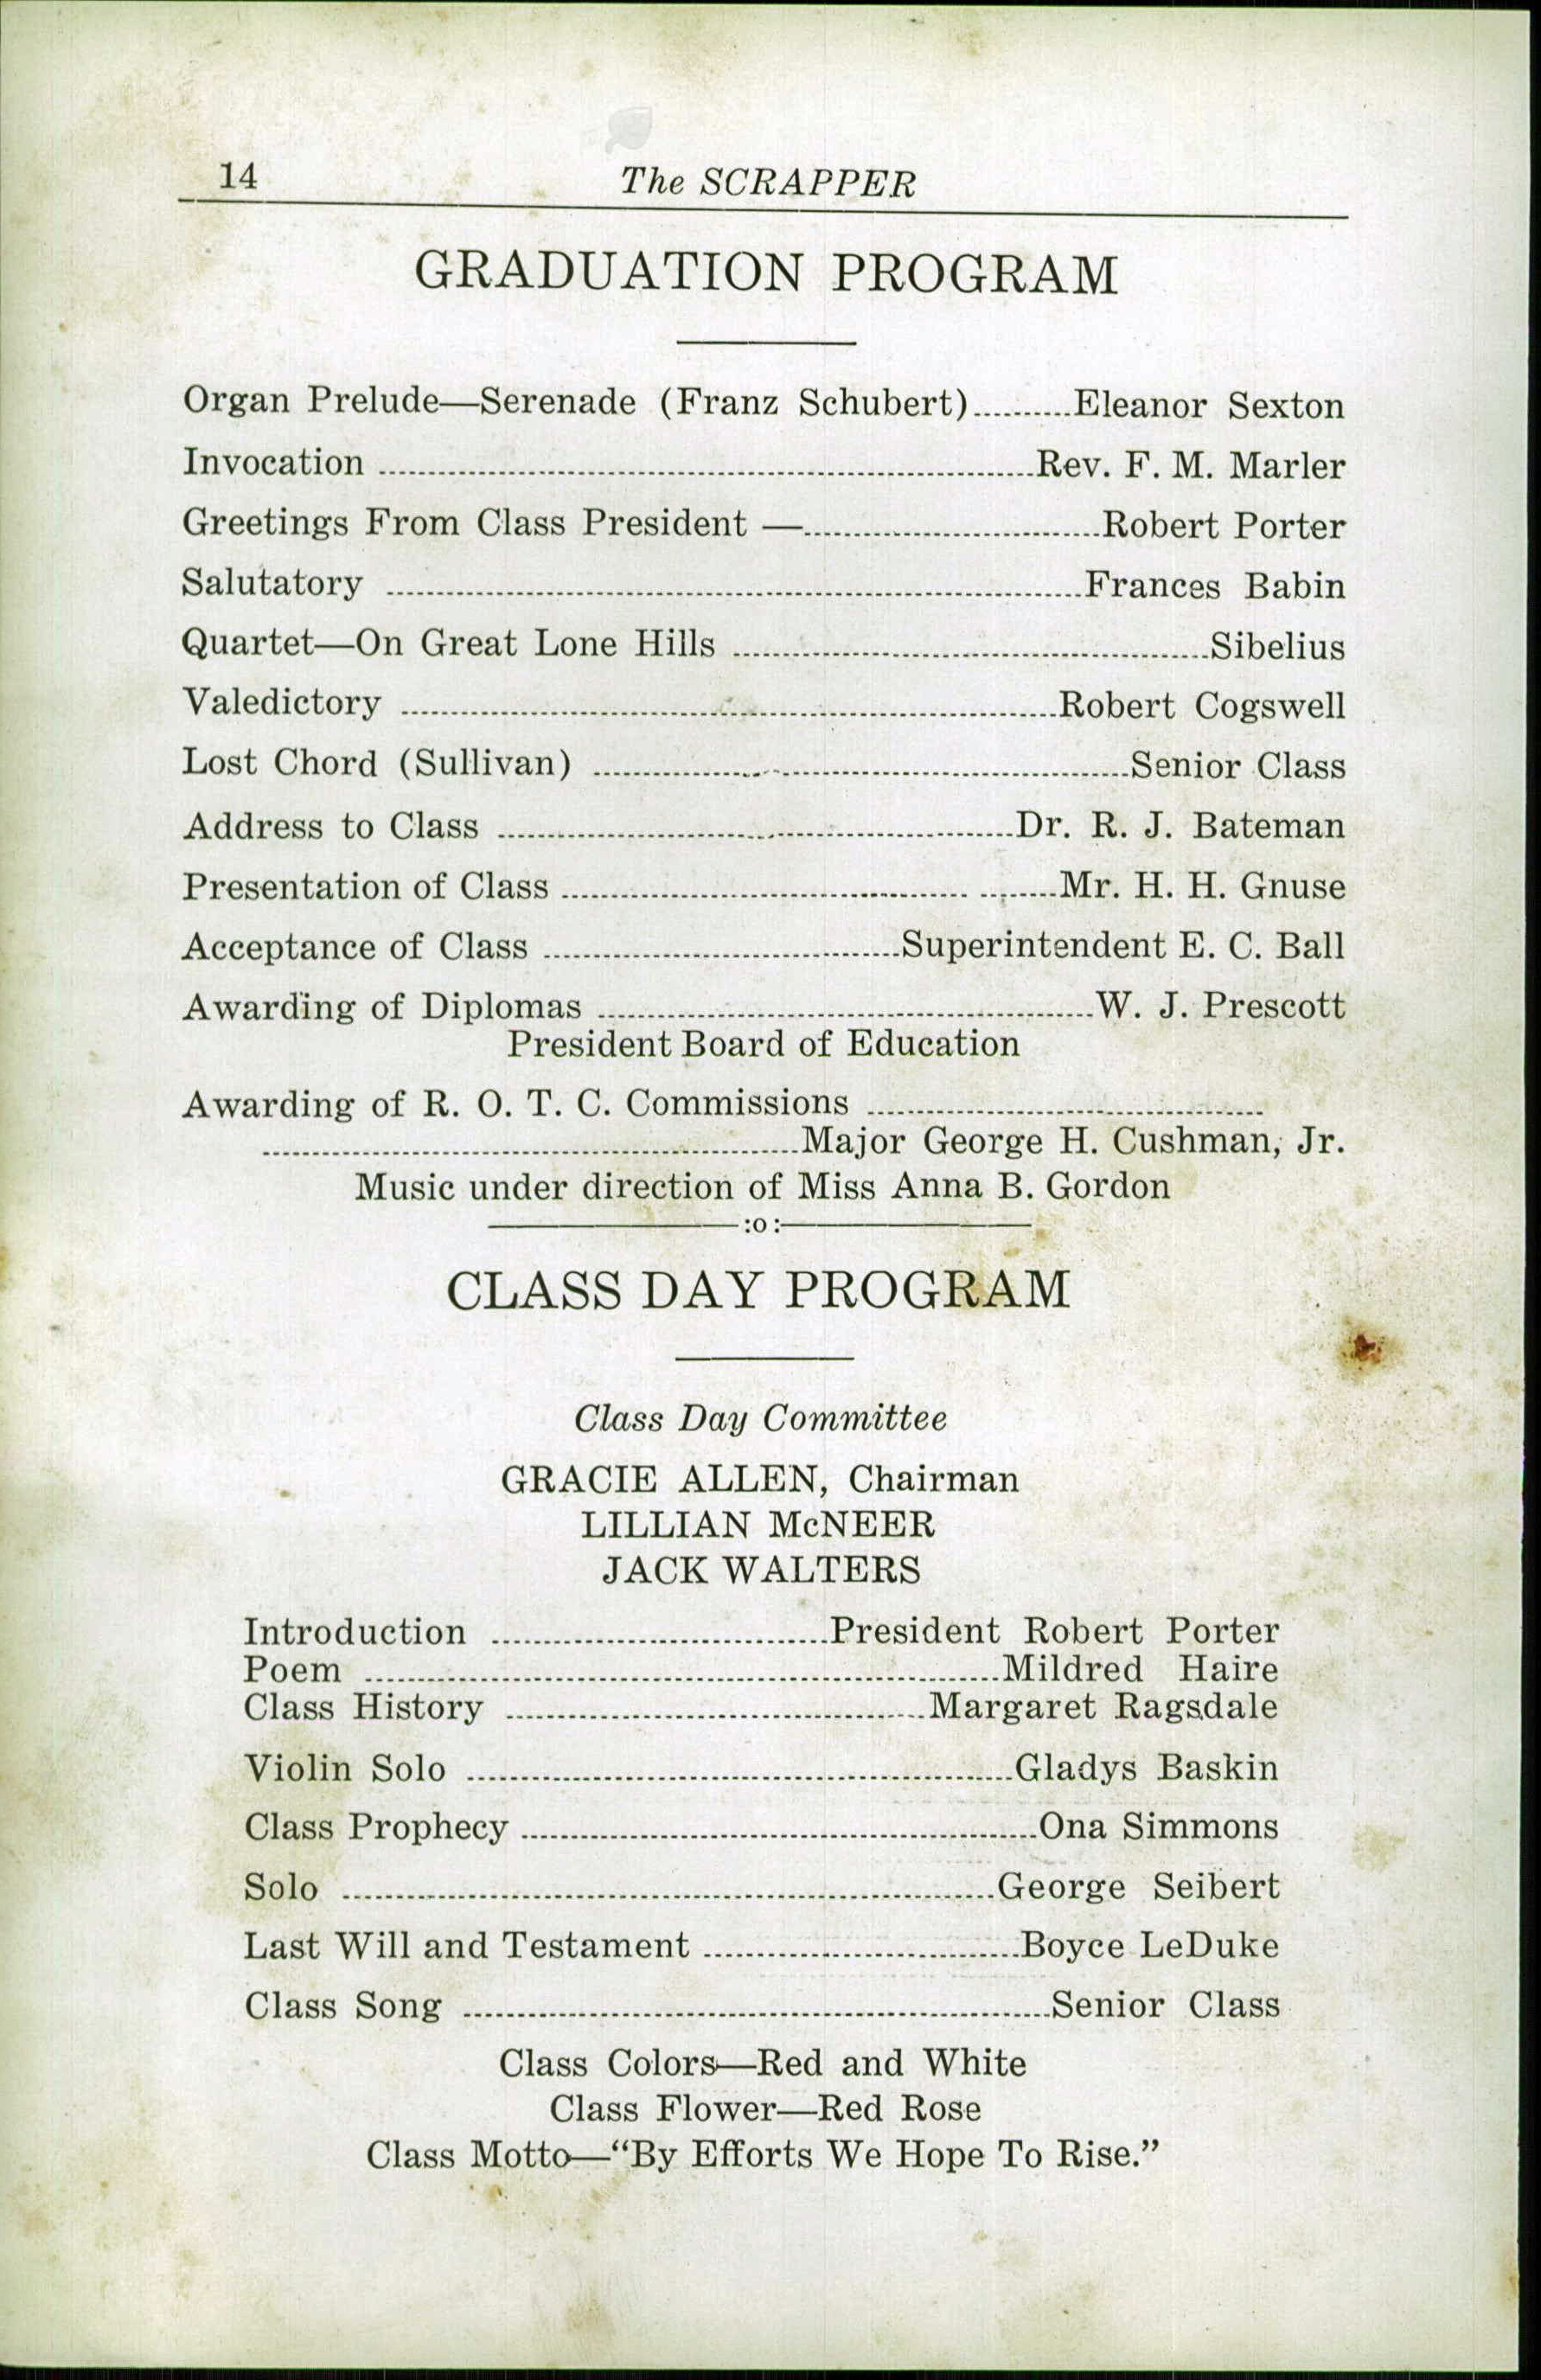 14
The SCRAPPER
GRADUATION PROGRAM
Organ Prelude—Serenade (Franz Schubert)..........Eleanor Sexton
Invocation ..........Rev. F. M. Marler
Greetings From Class President —..........Robert Porter
Salutatory ..........Frances Babin
Quartet—On Great Lone Hills ..........Sibelius
Valedictory ..........Robert Cogswell
Lost Chord (Sullivan) ..........Senior Class
Address to Class ..........Dr. R. J. Bateman
Presentation of Class ..........Mr. H. H. Gnuse
Acceptance of Class ..........Superintendent E. C. Ball
Awarding of Diplomas ..........W. J. Prescott
President Board of Education
Awarding of R. O. T. C. Commissions ..........
..........Major George H. Cushman, Jr.
Music under direction of Miss Anna B. Gordon
:o:
CLASS DAY PROGRAM
Class Day Committee
GRACIE ALLEN, Chairman
LILLIAN McNEER
JACK WALTERS
Introduction ..........President Robert Porter
Poem ..........Mildred Haire
Class History ..........Margaret Ragsdale
Violin Solo ..........Gladys Baskin
Class Prophecy ..........Ona Simmons
Solo ..........George Seibert
Last Will and Testament ..........Boyce LeDuke
Class Song ..........Senior Class
Class Colors—Red and White
Class Flower—Red Rose
Class Motto—“By Efforts We Hope To Rise.”